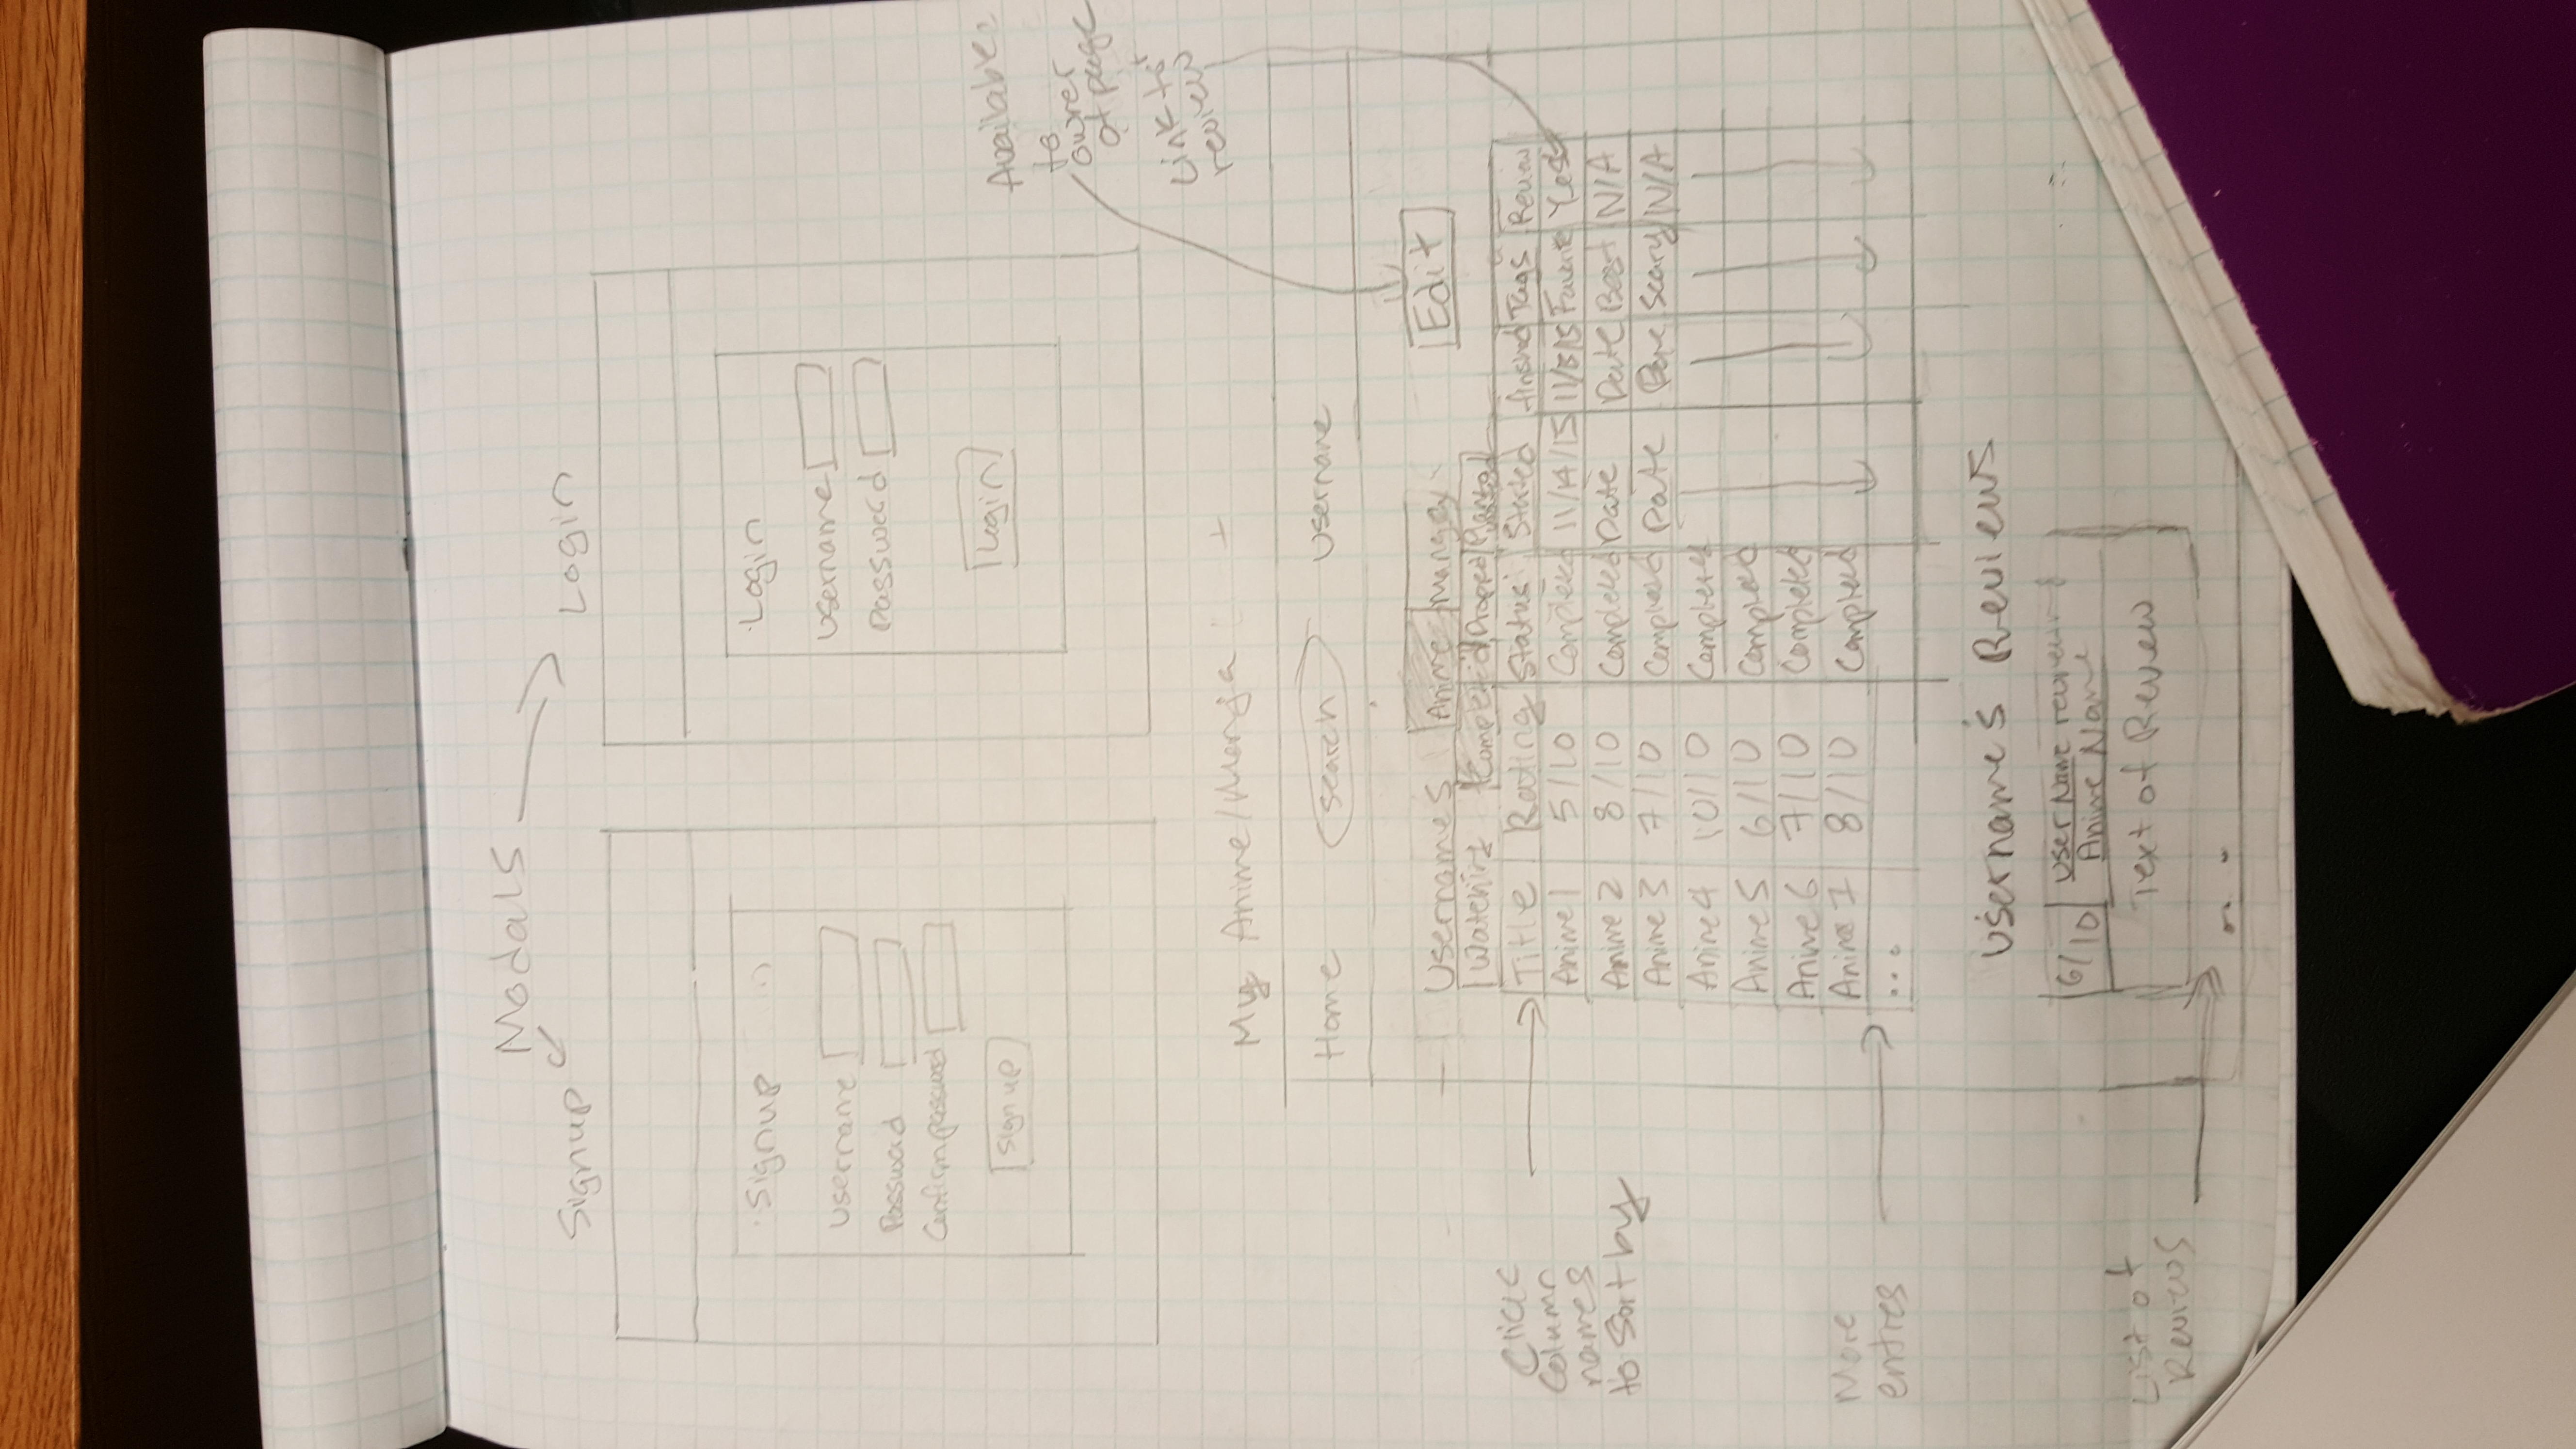 Modals
Signup
Login
Signup
Username
Password
Confirm password
Sign up
Login
Username
Password
Login
Available
to
owner
of page
Link to
review
My Anime/Manga
Home Search Username
Username's Anime Manga Edit
Watching Completed Dropped Planned
Click
Column
names
to Sort by
Title Rating Status Started finished Tags Review
Anime 1 5/10 Completed 11/14/15 11/15/15 Favorite Yes
Anime 2 8/10 Completed Date Date Best N/A
Anime 3 7/10 Completed Date Date Scary N/A
Anime 4 10/10 Completed
Anime 5 6/10 Completed
Anime 6 7/10 Completed
Anime 7 8/10 Completed
More
entres
...
Username's Reviews
6/10 User Name reviewed
Anime Name
Text of Review
List of
Reviews
...